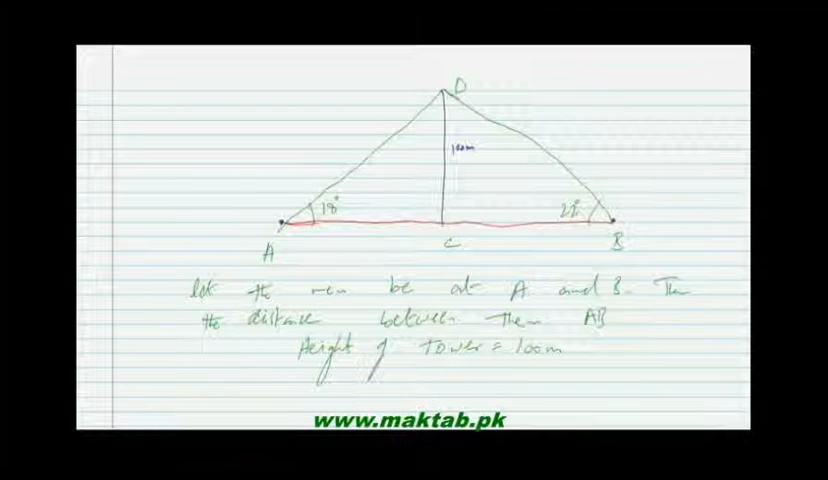 D
100m
18° 22°
A C B
let the men be at A and B. Then
the distance between them AB
Height of Tower = 100m
www.maktab.pk